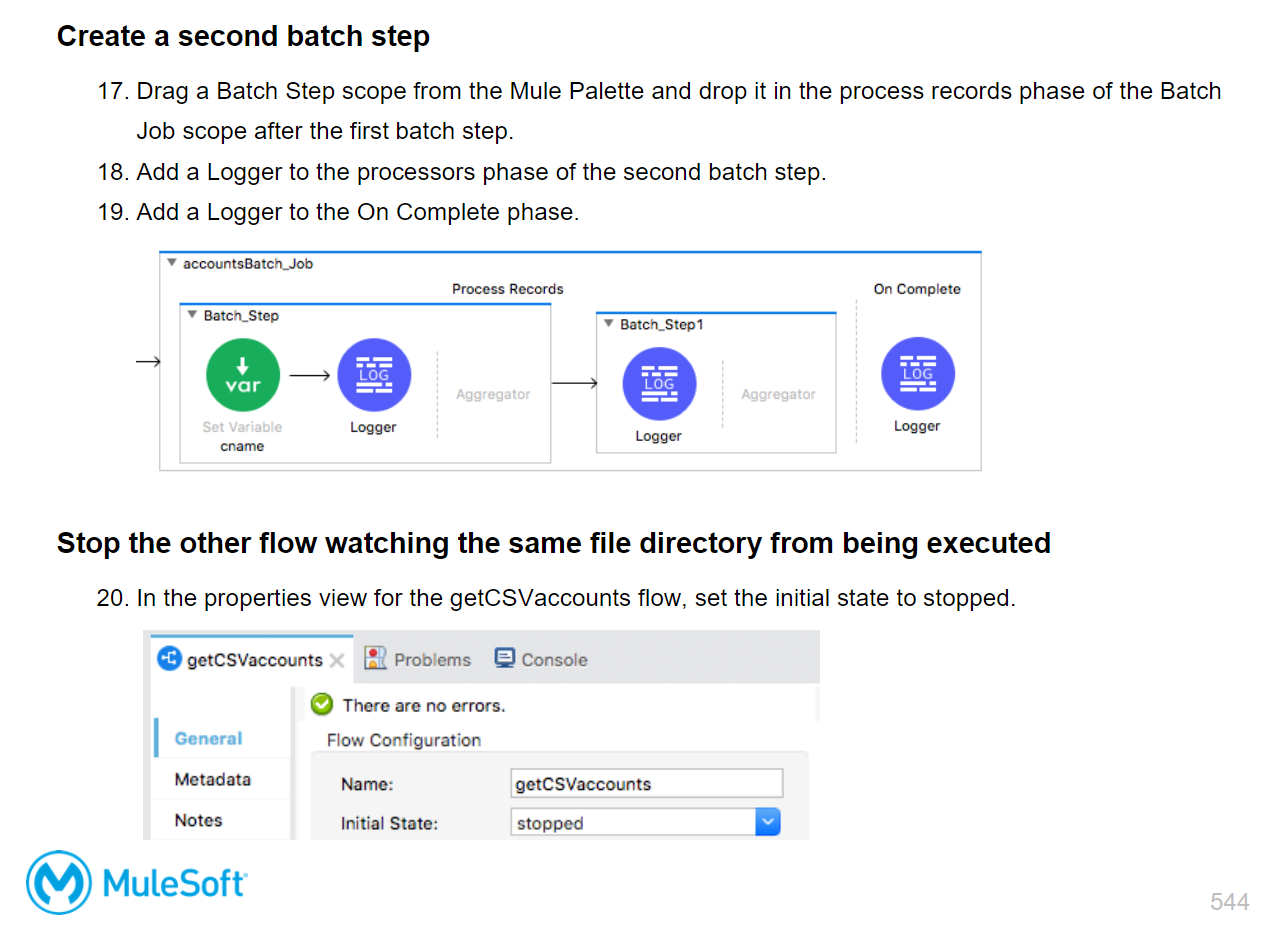 Create a second batch step
17. Drag a Batch Step scope from the Mule Palette and drop it in the process records phase of the Batch
Job scope after the first batch step.
18. Add a Logger to the processors phase of the second batch step.
19. Add a Logger to the On Complete phase.
accountsBatch_Job
Process Records
On Complete
Batch_Step
var
Set Variable
cname
LOG
Logger
Aggregator
Batch_Step1
LOG
Logger
Aggregator
LOG
Logger
Stop the other flow watching the same file directory from being executed
20. In the properties view for the getCSVaccounts flow, set the initial state to stopped.
getCSVaccounts Problems Console
There are no errors.
General
Metadata
Notes
Flow Configuration
Name: getCSVaccounts
Initial State: stopped
MuleSoft
544